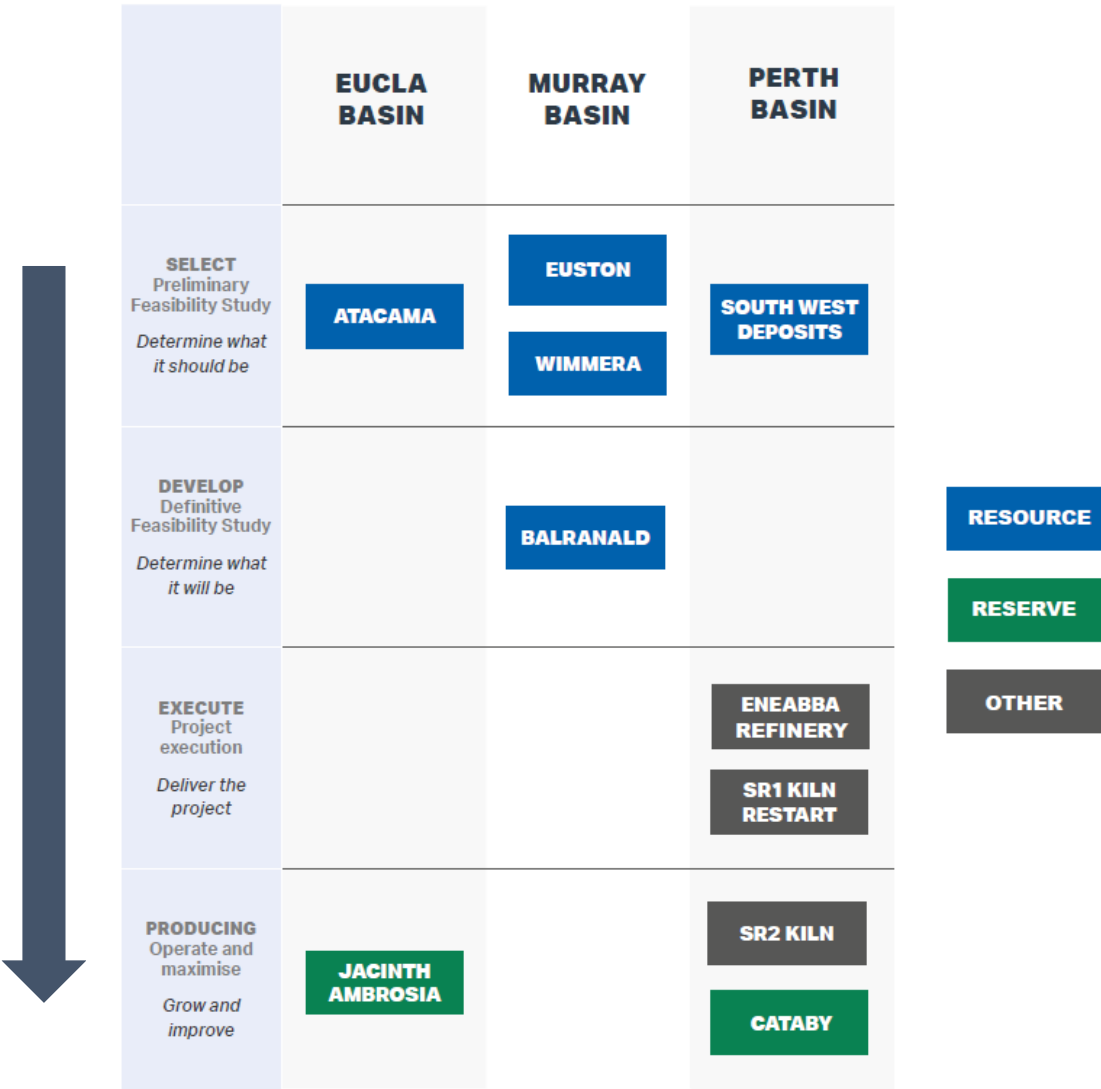 EUCLA
BASIN
MURRAY
BASIN
PERTH
BASIN
SELECT
Preliminary
Feasibility Study
Determine what
it should be
ATACAMA
EUSTON
WIMMERA
SOUTH WEST
DEPOSITS
DEVELOP
Definitive
Feasibility Study
Determine what
it will be
BALRANALD
EXECUTE
Project
execution
Deliver the
project
ENEABBA
REFINERY
SR1 KILN
RESTART
PRODUCING
Operate and
maximise
Grow and
improve
JACINTH
AMBROSIA
SR2 KILN
CATABY
RESOURCE
RESERVE
OTHER